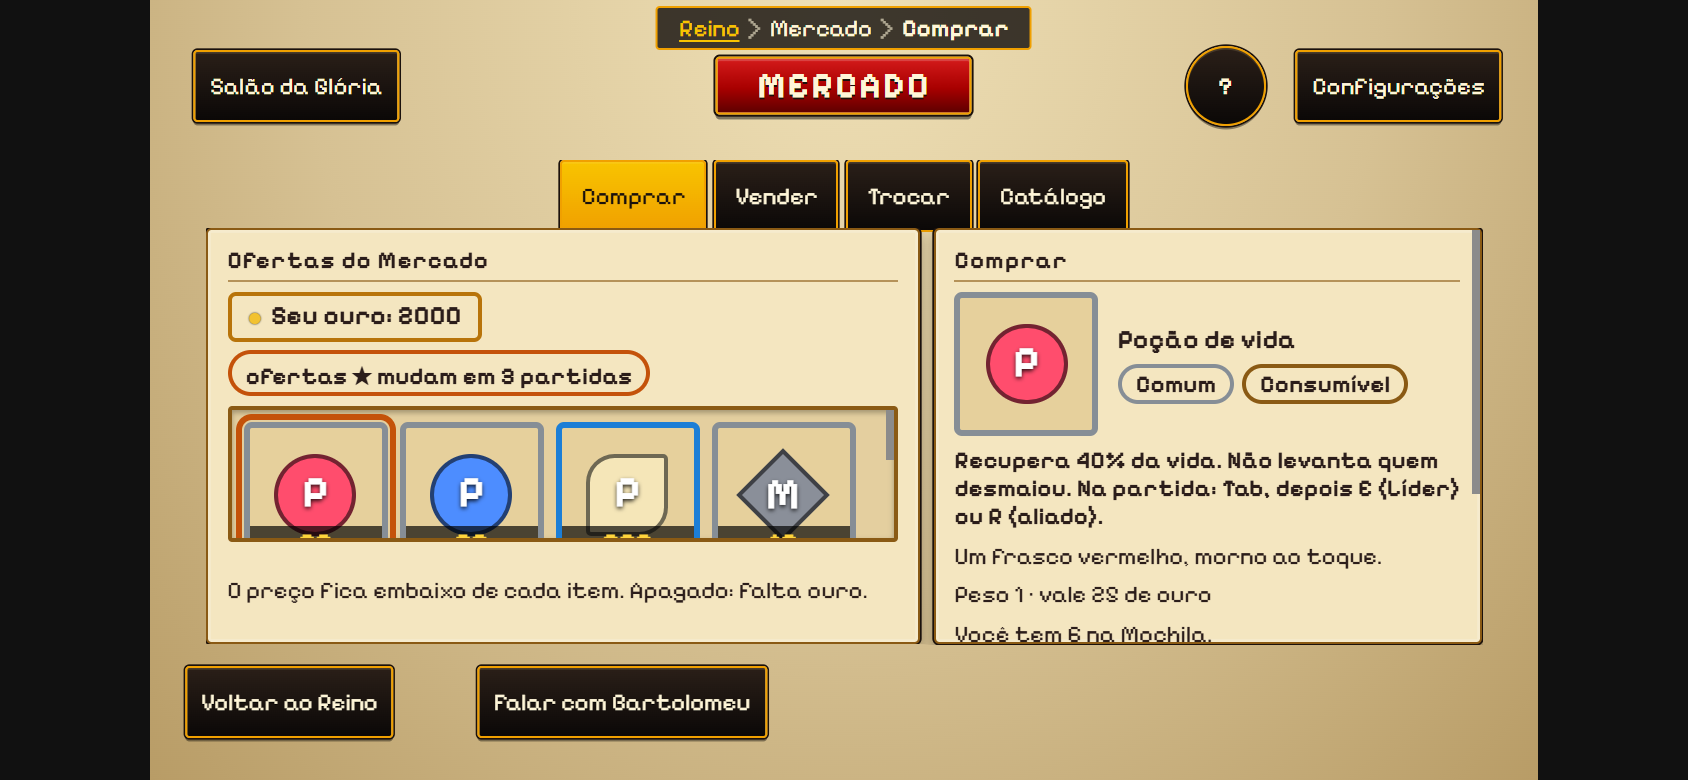 Reino > Mercado > Comprar
Salão da Glória
MERCADO
?
Configurações
Comprar
Vender
Trocar
Catálogo
Ofertas do Mercado
Seu ouro: 2000
ofertas ★ mudam em 3 partidas
P
P
P
M
O preço fica embaixo de cada item. Apagado: falta ouro.
Comprar
P
Poção de vida
Comum
Consumível
Recupera 40% da vida. Não levanta quem
desmaiou. Na partida: Tab, depois E (Líder)
ou R (aliado).
Um frasco vermelho, morno ao toque.
Peso 1 · vale 28 de ouro
Você tem 6 na Mochila.
Voltar ao Reino
Falar com Bartolomeu